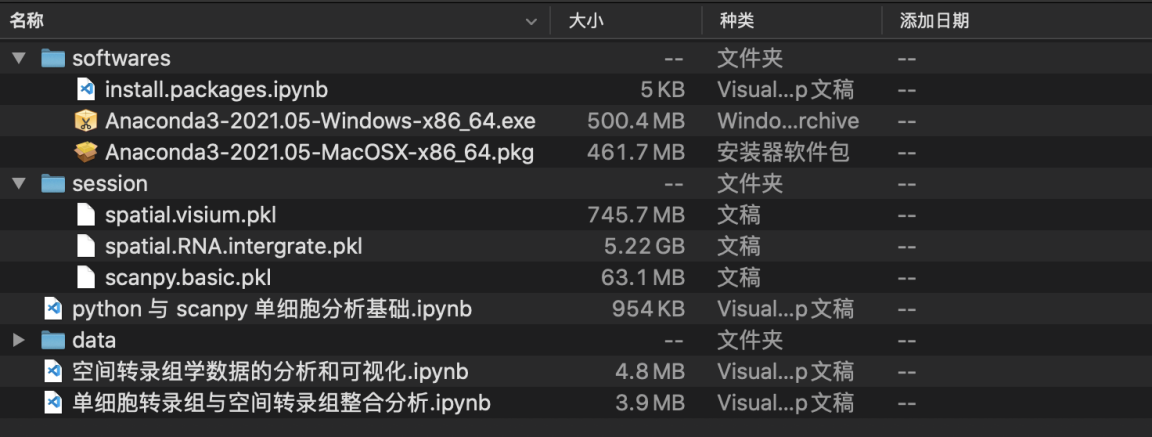 名称 大小 种类 添加日期
softwares -- 文件夹 --
install.packages.ipynb 5 KB Visual...p 文稿 --
Anaconda3-2021.05-Windows-x86_64.exe 500.4 MB Windo...rchive --
Anaconda3-2021.05-MacOSX-x86_64.pkg 461.7 MB 安装器软件包 --
session -- 文件夹 --
spatial.visium.pkl 745.7 MB 文稿 --
spatial.RNA.intergrate.pkl 5.22 GB 文稿 --
scanpy.basic.pkl 63.1 MB 文稿 --
python 与 scanpy 单细胞分析基础.ipynb 954 KB Visual...p 文稿 --
data -- 文件夹 --
空间转录组学数据的分析和可视化.ipynb 4.8 MB Visual...p 文稿 --
单细胞转录组与空间转录组整合分析.ipynb 3.9 MB Visual...p 文稿 --